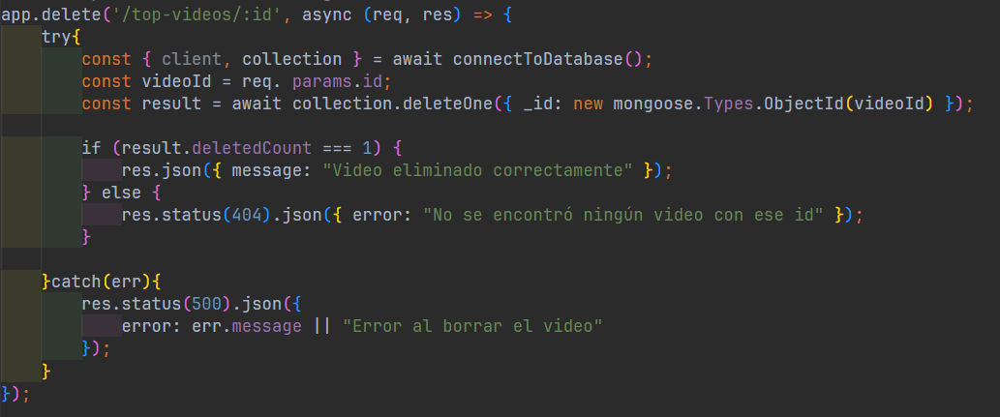 app.delete('/top-videos/:id', async (req, res) => {
    try{
        const { client, collection } = await connectToDatabase();
        const videoId = req. params.id;
        const result = await collection.deleteOne({ _id: new mongoose.Types.ObjectId(videoId) });
        if (result.deletedCount === 1) {
            res.json({ message: "Video eliminado correctamente" });
        } else {
            res.status(404).json({ error: "No se encontró ningún video con ese id" });
        }
    }catch(err){
        res.status(500).json({
            error: err.message || "Error al borrar el video"
        });
    }
});